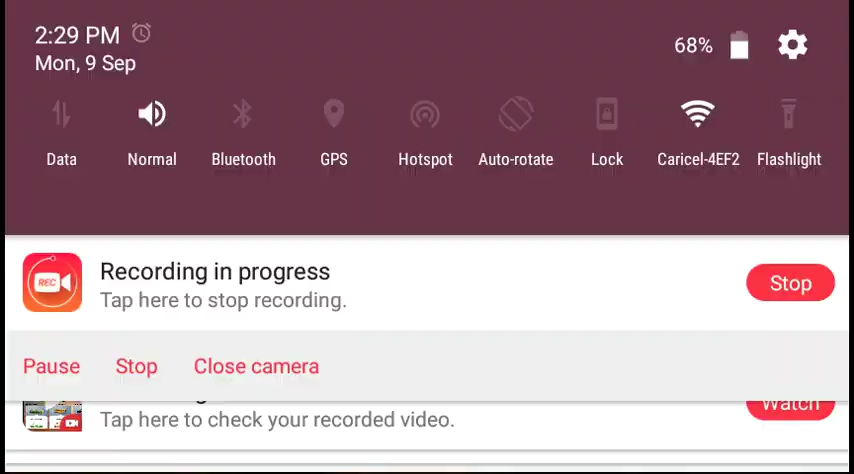 2:29 PM
68%
Mon, 9 Sep
Data Normal Bluetooth GPS Hotspot Auto-rotate Lock Caricel-4EF2 Flashlight
REC
Recording in progress
Tap here to stop recording.
Stop
Pause Stop Close camera
Watch
Tap here to check your recorded video.